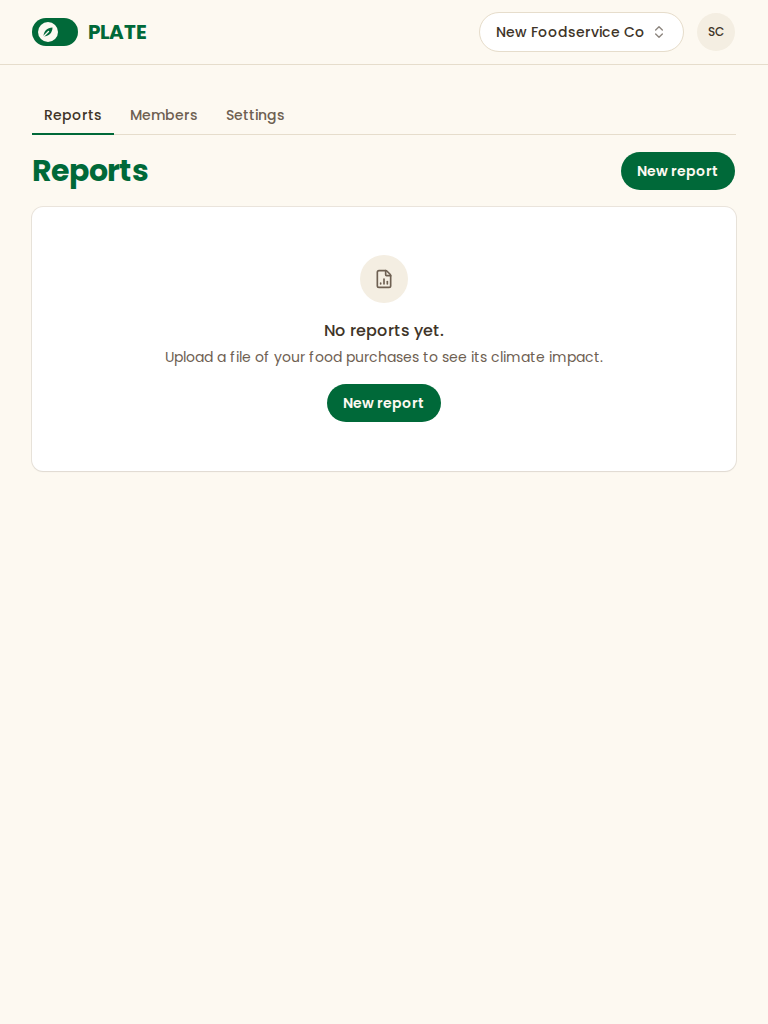 PLATE
New Foodservice Co
SC
Reports
Members
Settings
Reports
New report
No reports yet.
Upload a file of your food purchases to see its climate impact.
New report